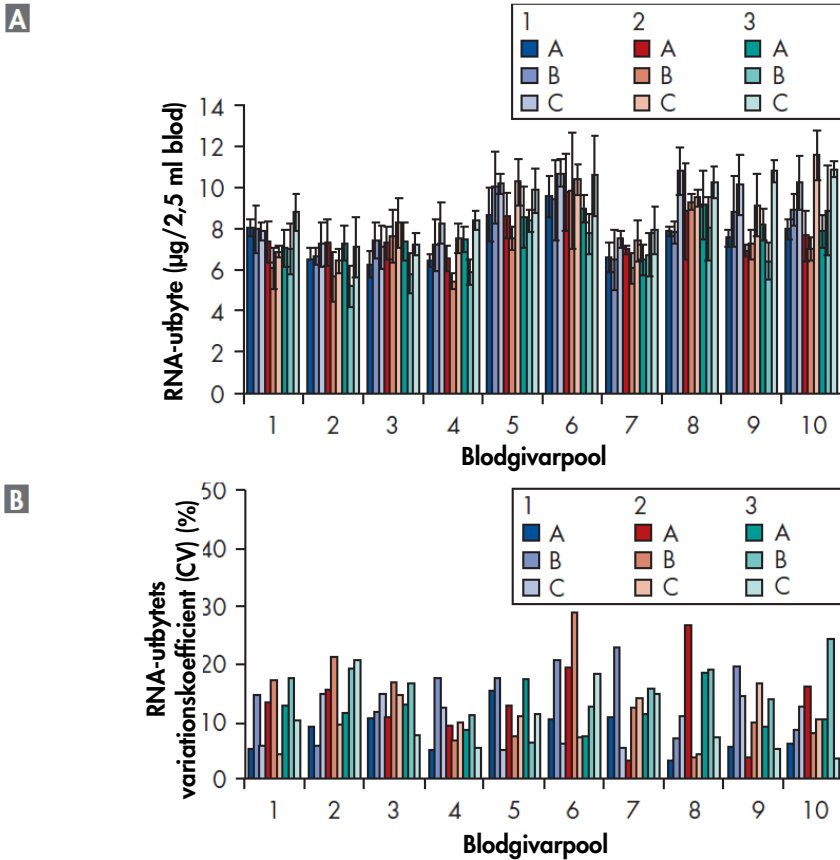 A
1 2 3
A A A
B B B
C C C
RNA-utbyte (µg/2,5 ml blod)
14
12
10
8
6
4
2
0
1 2 3 4 5 6 7 8 9 10
Blodgivarpool
B
1 2 3
A A A
B B B
C C C
RNA-utbytets
variationskoefficient (CV) (%)
50
40
30
20
10
0
1 2 3 4 5 6 7 8 9 10
Blodgivarpool